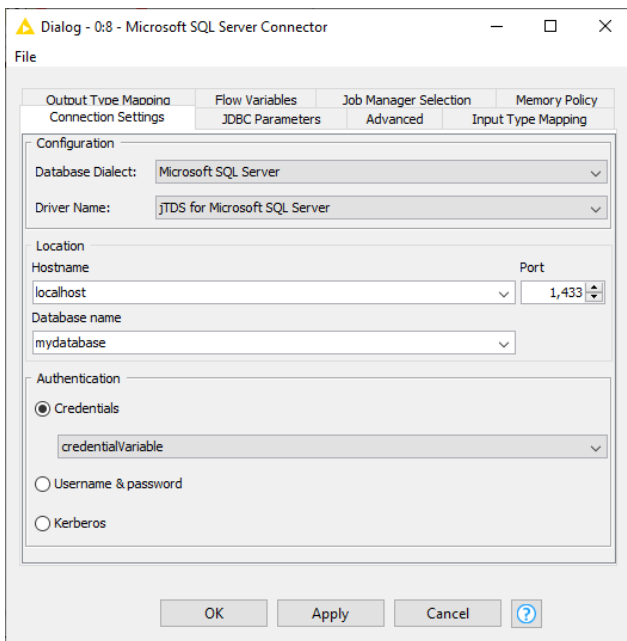 Dialog - 0:8 - Microsoft SQL Server Connector
File
Output Type Mapping Flow Variables Job Manager Selection Memory Policy
Connection Settings JDBC Parameters Advanced Input Type Mapping
Configuration
Database Dialect: Microsoft SQL Server
Driver Name: jTDS for Microsoft SQL Server
Location
Hostname Port
localhost 1,433
Database name
mydatabase
Authentication
Credentials
credentialVariable
Username & password
Kerberos
OK Apply Cancel ?